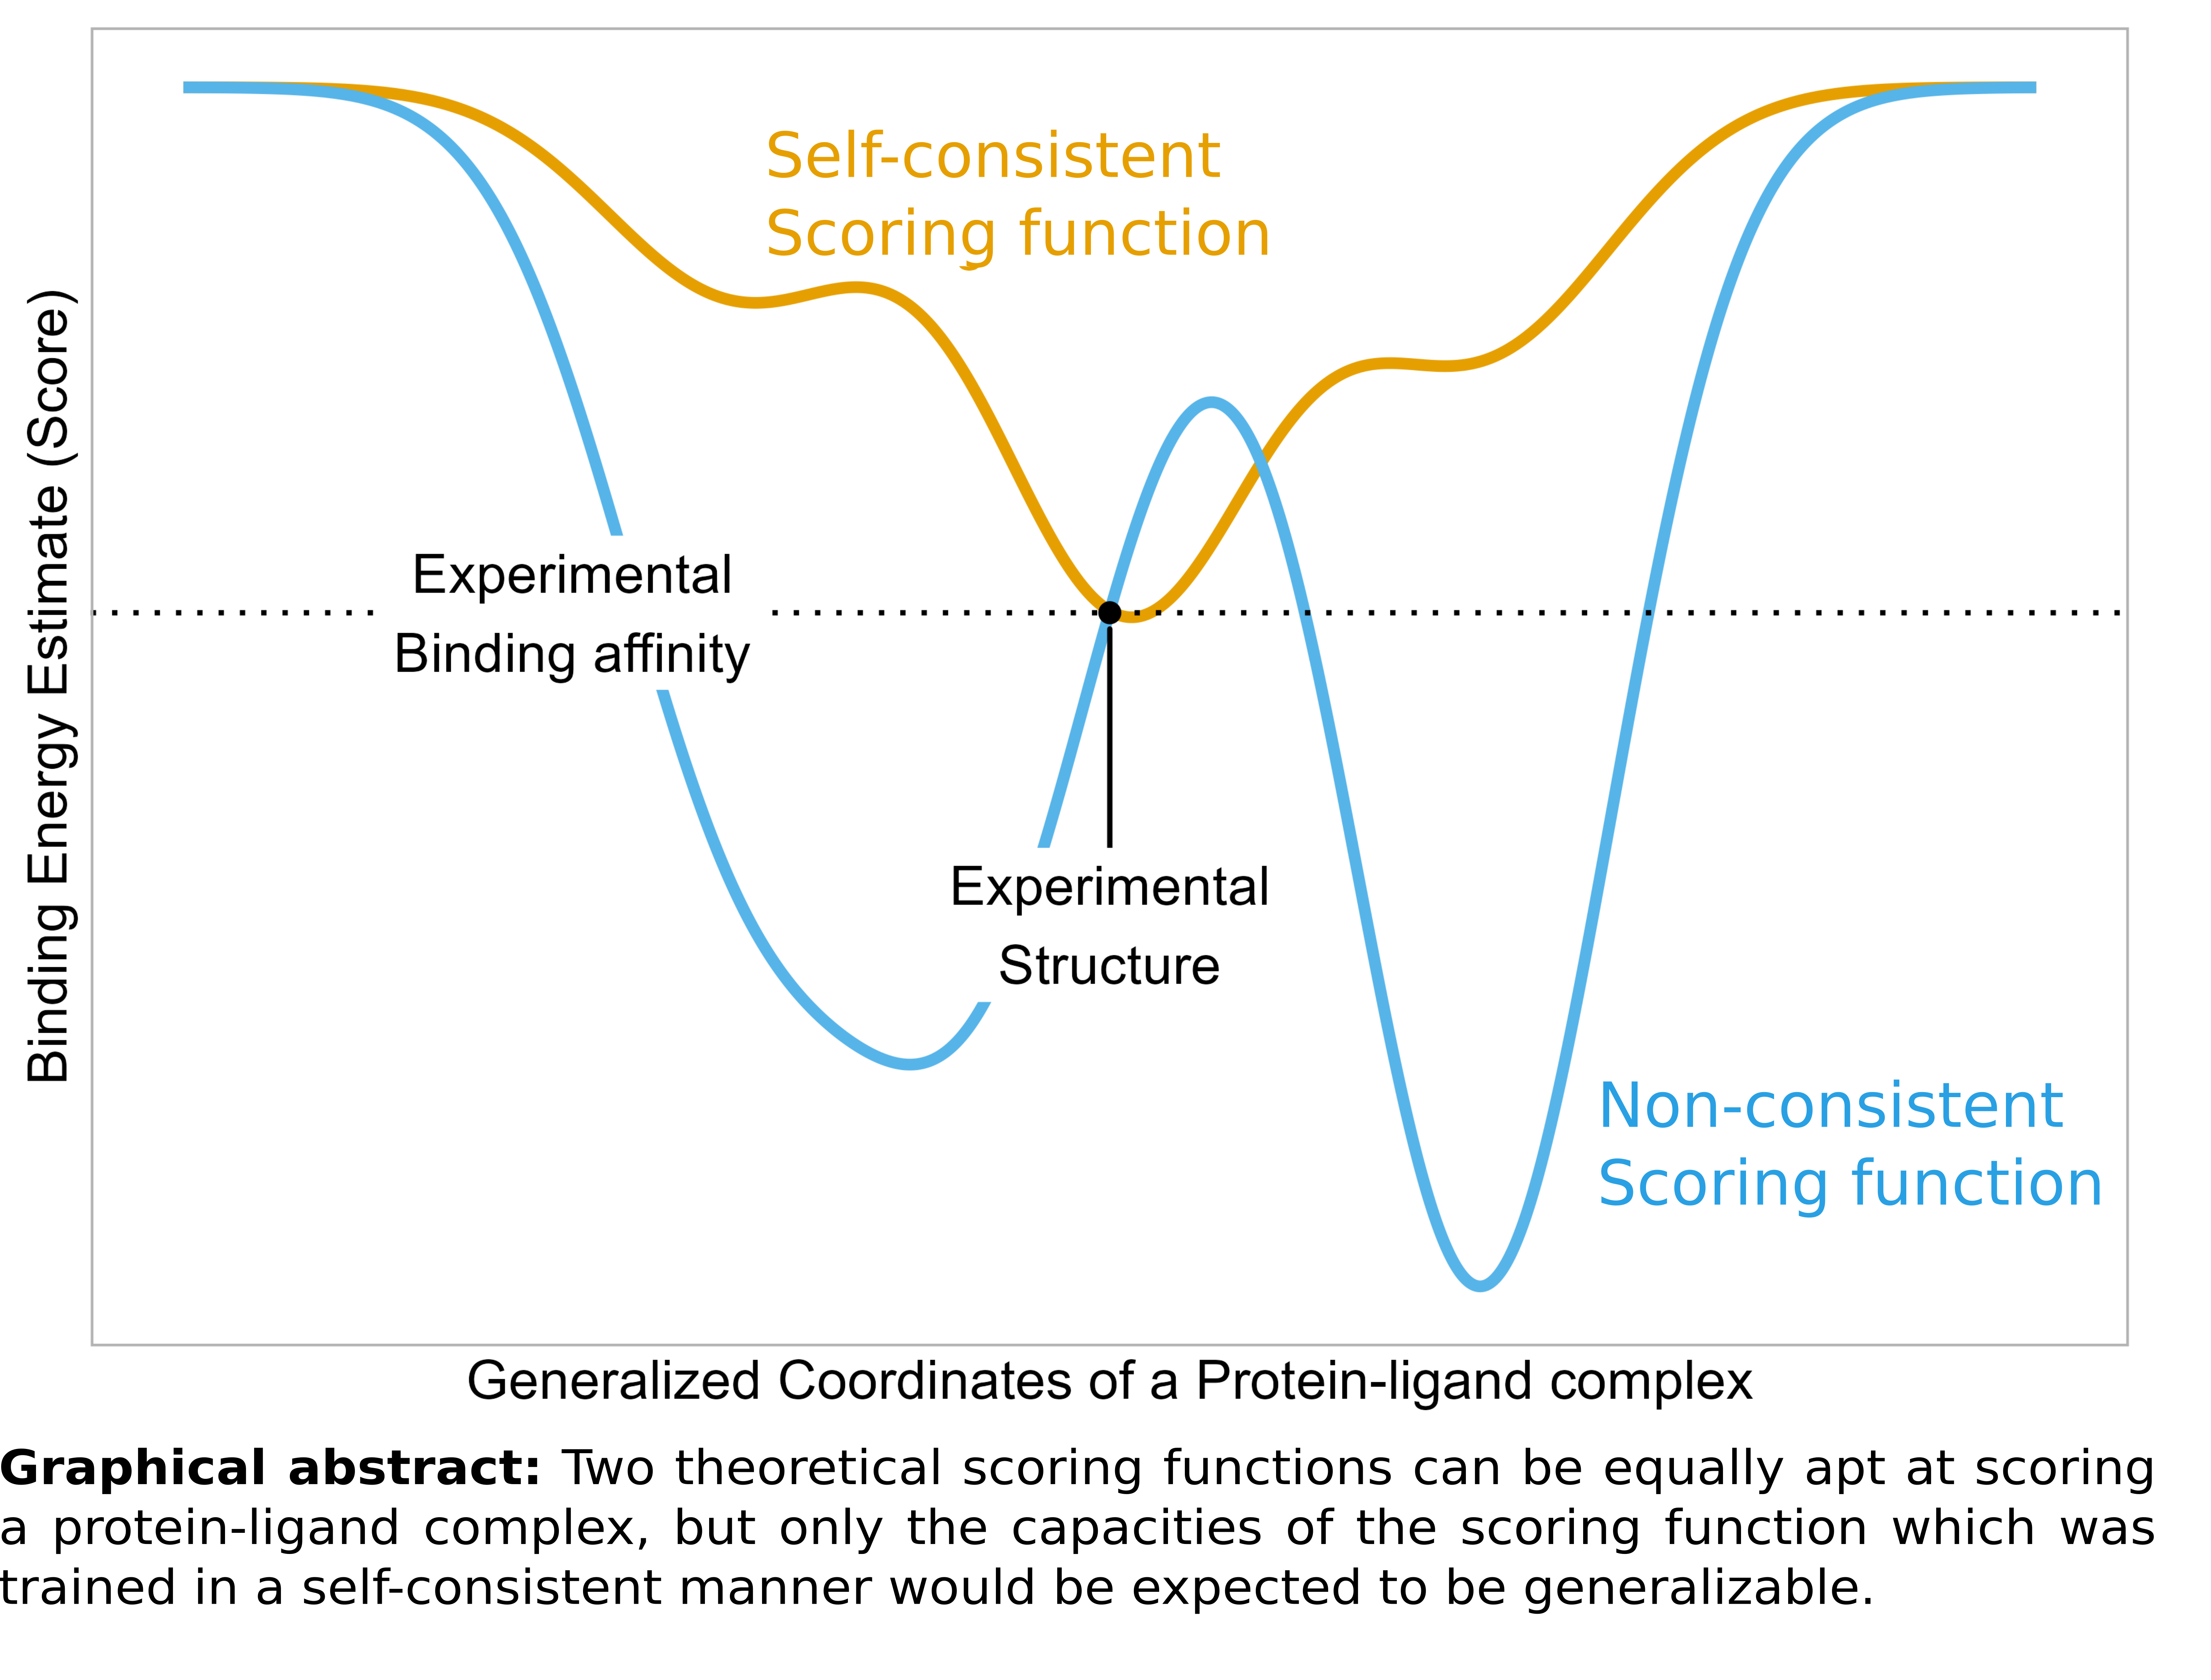 Self-consistent
Scoring function
Experimental
Binding affinity
Experimental
Structure
Non-consistent
Scoring function
Binding Energy Estimate (Score)
Generalized Coordinates of a Protein-ligand complex
Graphical abstract: Two theoretical scoring functions can be equally apt at scoring
a protein-ligand complex, but only the capacities of the scoring function which was
trained in a self-consistent manner would be expected to be generalizable.